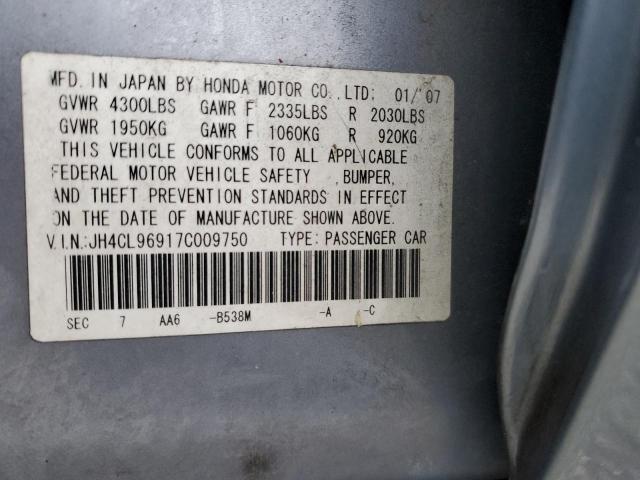 MFD. IN JAPAN BY HONDA MOTOR CO., LTD; 01/'07
GVWR 4300LBS GAWR F 2335LBS R 2030LBS
GVWR 1950KG GAWR F 1060KG R 920KG
THIS VEHICLE CONFORMS TO ALL APPLICABLE
FEDERAL MOTOR VEHICLE SAFETY ,BUMPER,
AND THEFT PREVENTION STANDARDS IN EFFECT
ON THE DATE OF MANUFACTURE SHOWN ABOVE.
V.I.N.:JH4CL96917C009750 TYPE: PASSENGER CAR
SEC 7 AA6 -B538M -A -C